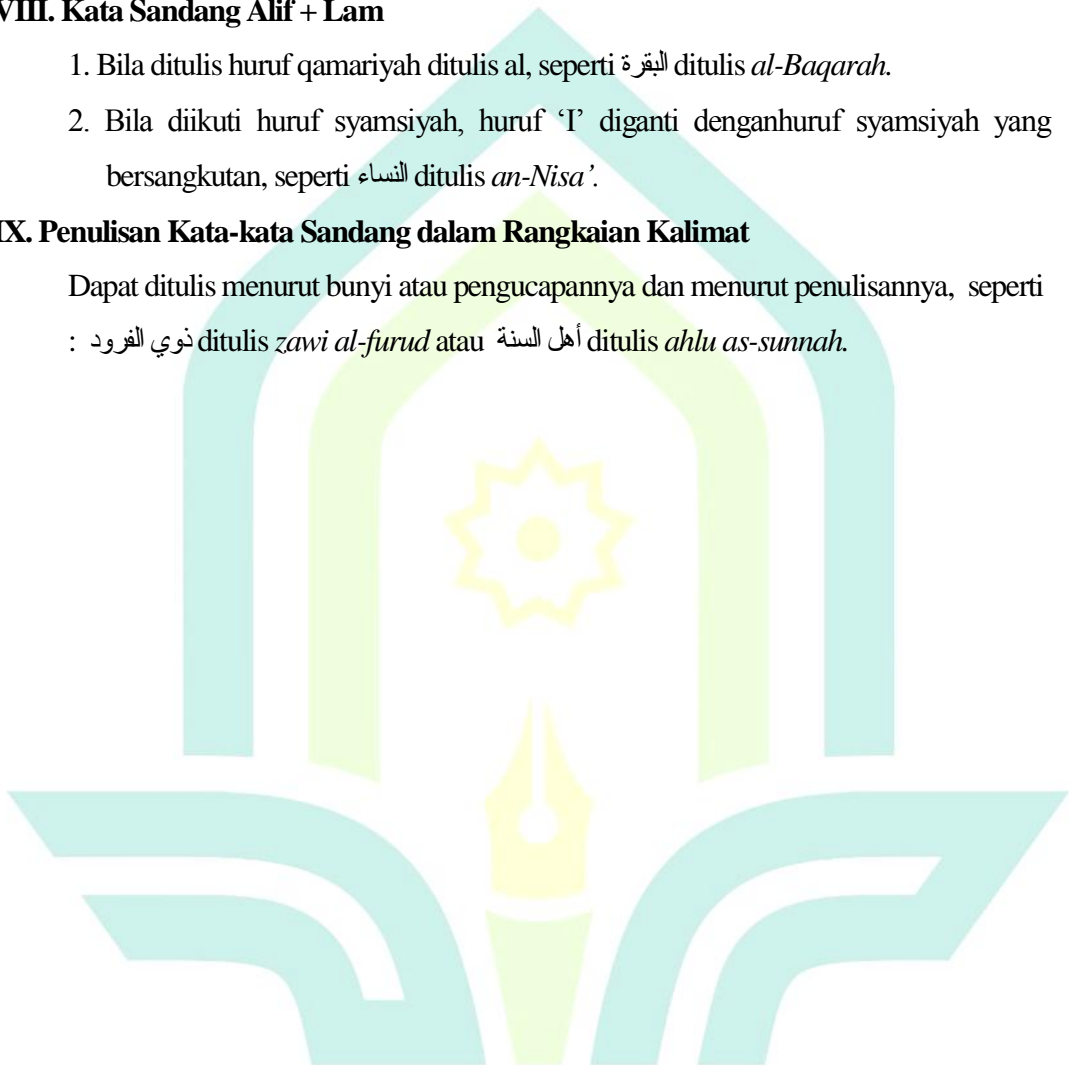 VIII. Kata Sandang Alif + Lam
1. Bila ditulis huruf qamariyah ditulis al, seperti البقرة ditulis al-Baqarah.
2. Bila diikuti huruf syamsiyah, huruf ‘I’ diganti denganhuruf syamsiyah yang
bersangkutan, seperti النساء ditulis an-Nisa’.
IX. Penulisan Kata-kata Sandang dalam Rangkaian Kalimat
Dapat ditulis menurut bunyi atau pengucapannya dan menurut penulisannya, seperti
: ذوي الفرود ditulis zawi al-furud atau أهل السنة ditulis ahlu as-sunnah.